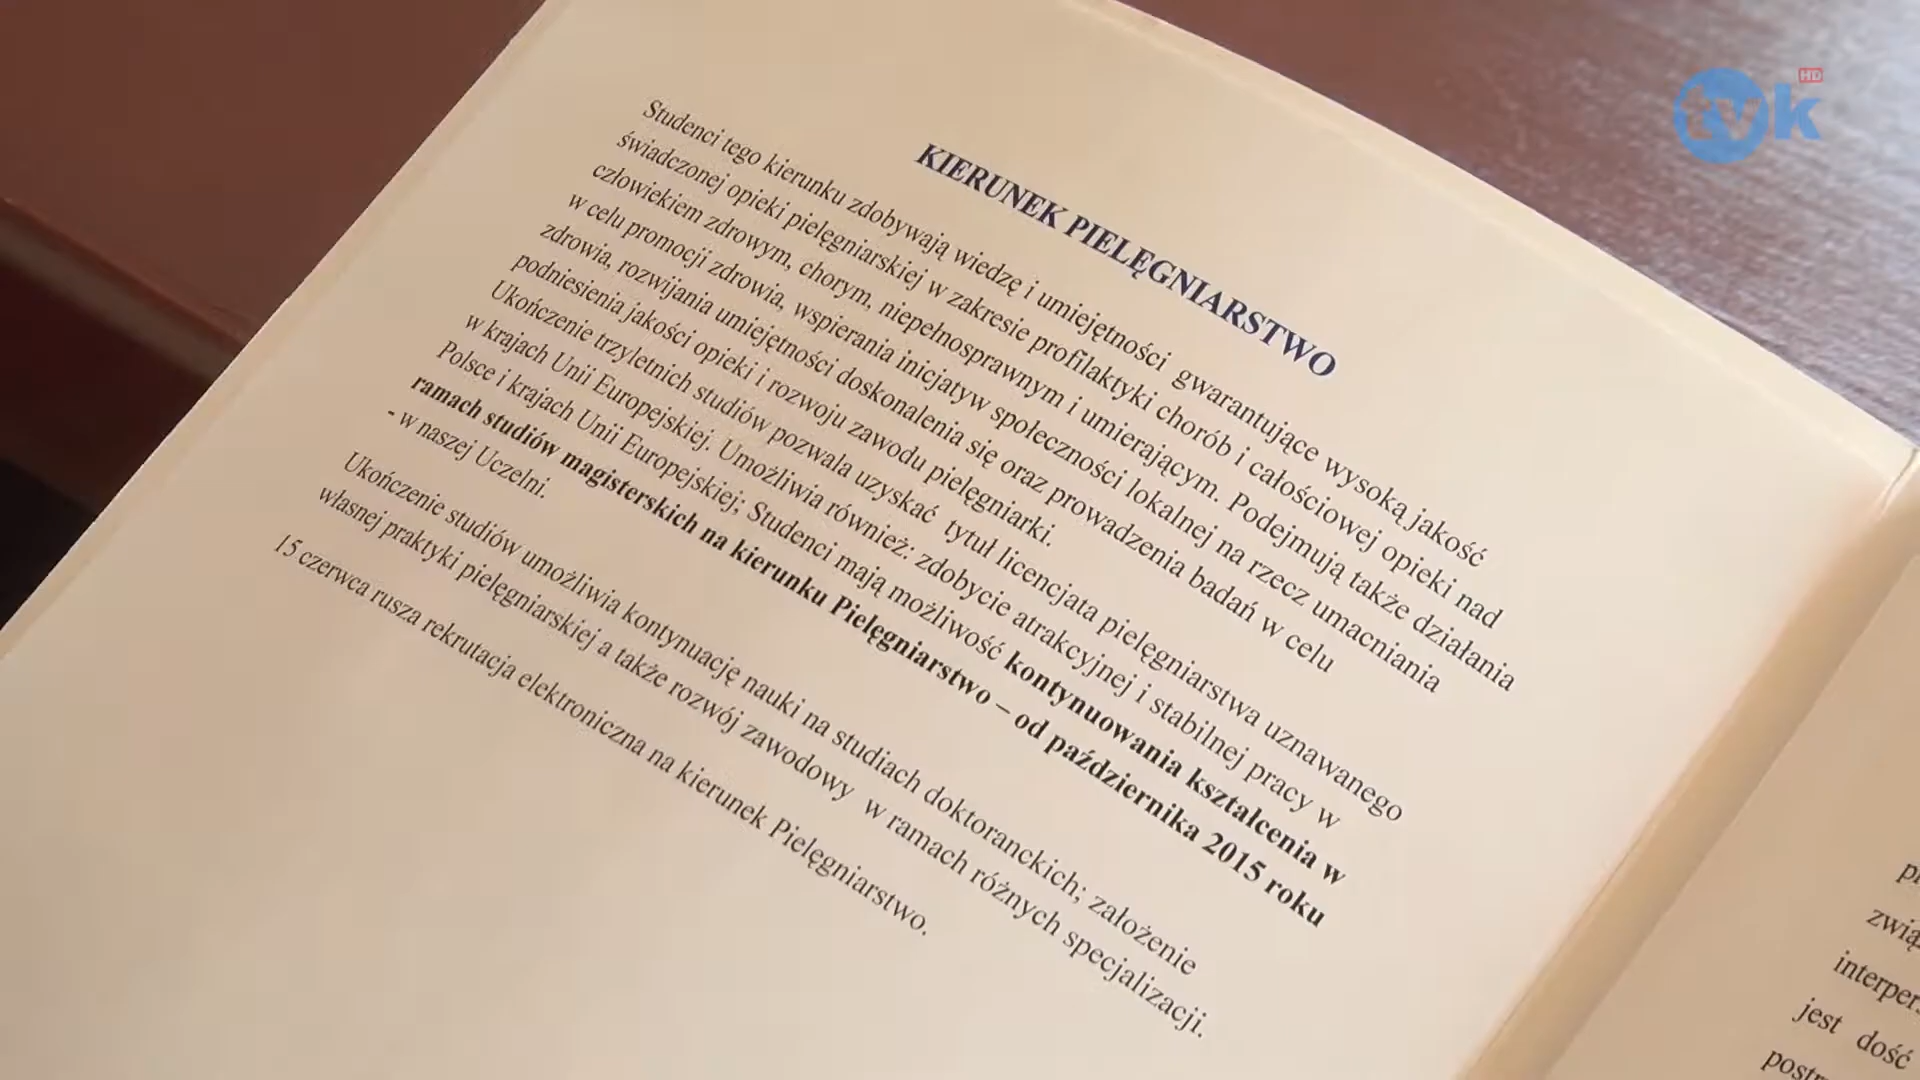 tvk HD
KIERUNEK PIELĘGNIARSTWO
Studenci tego kierunku zdobywają wiedzę i umiejętności gwarantujące wysoką jakość
świadczonej opieki pielęgniarskiej w zakresie profilaktyki chorób i całościowej opieki nad
człowiekiem zdrowym, chorym, niepełnosprawnym i umierającym. Podejmują także działania
w celu promocji zdrowia, wspierania inicjatyw społeczności lokalnej na rzecz umacniania
zdrowia, rozwijania umiejętności doskonalenia się oraz prowadzenia badań w celu
podniesienia jakości opieki i rozwoju zawodu pielęgniarki.
Ukończenie trzyletnich studiów pozwala uzyskać tytuł licencjata pielęgniarstwa uznawanego
w krajach Unii Europejskiej. Umożliwia również: zdobycie atrakcyjnej i stabilnej pracy w
Polsce i krajach Unii Europejskiej; Studenci mają możliwość kontynuowania kształcenia w
ramach studiów magisterskich na kierunku Pielęgniarstwo – od października 2015 roku
- w naszej Uczelni.
Ukończenie studiów umożliwia kontynuację nauki na studiach doktoranckich; założenie
własnej praktyki pielęgniarskiej a także rozwój zawodowy w ramach różnych specjalizacji.
15 czerwca rusza rekrutacja elektroniczna na kierunek Pielęgniarstwo.
jest dość